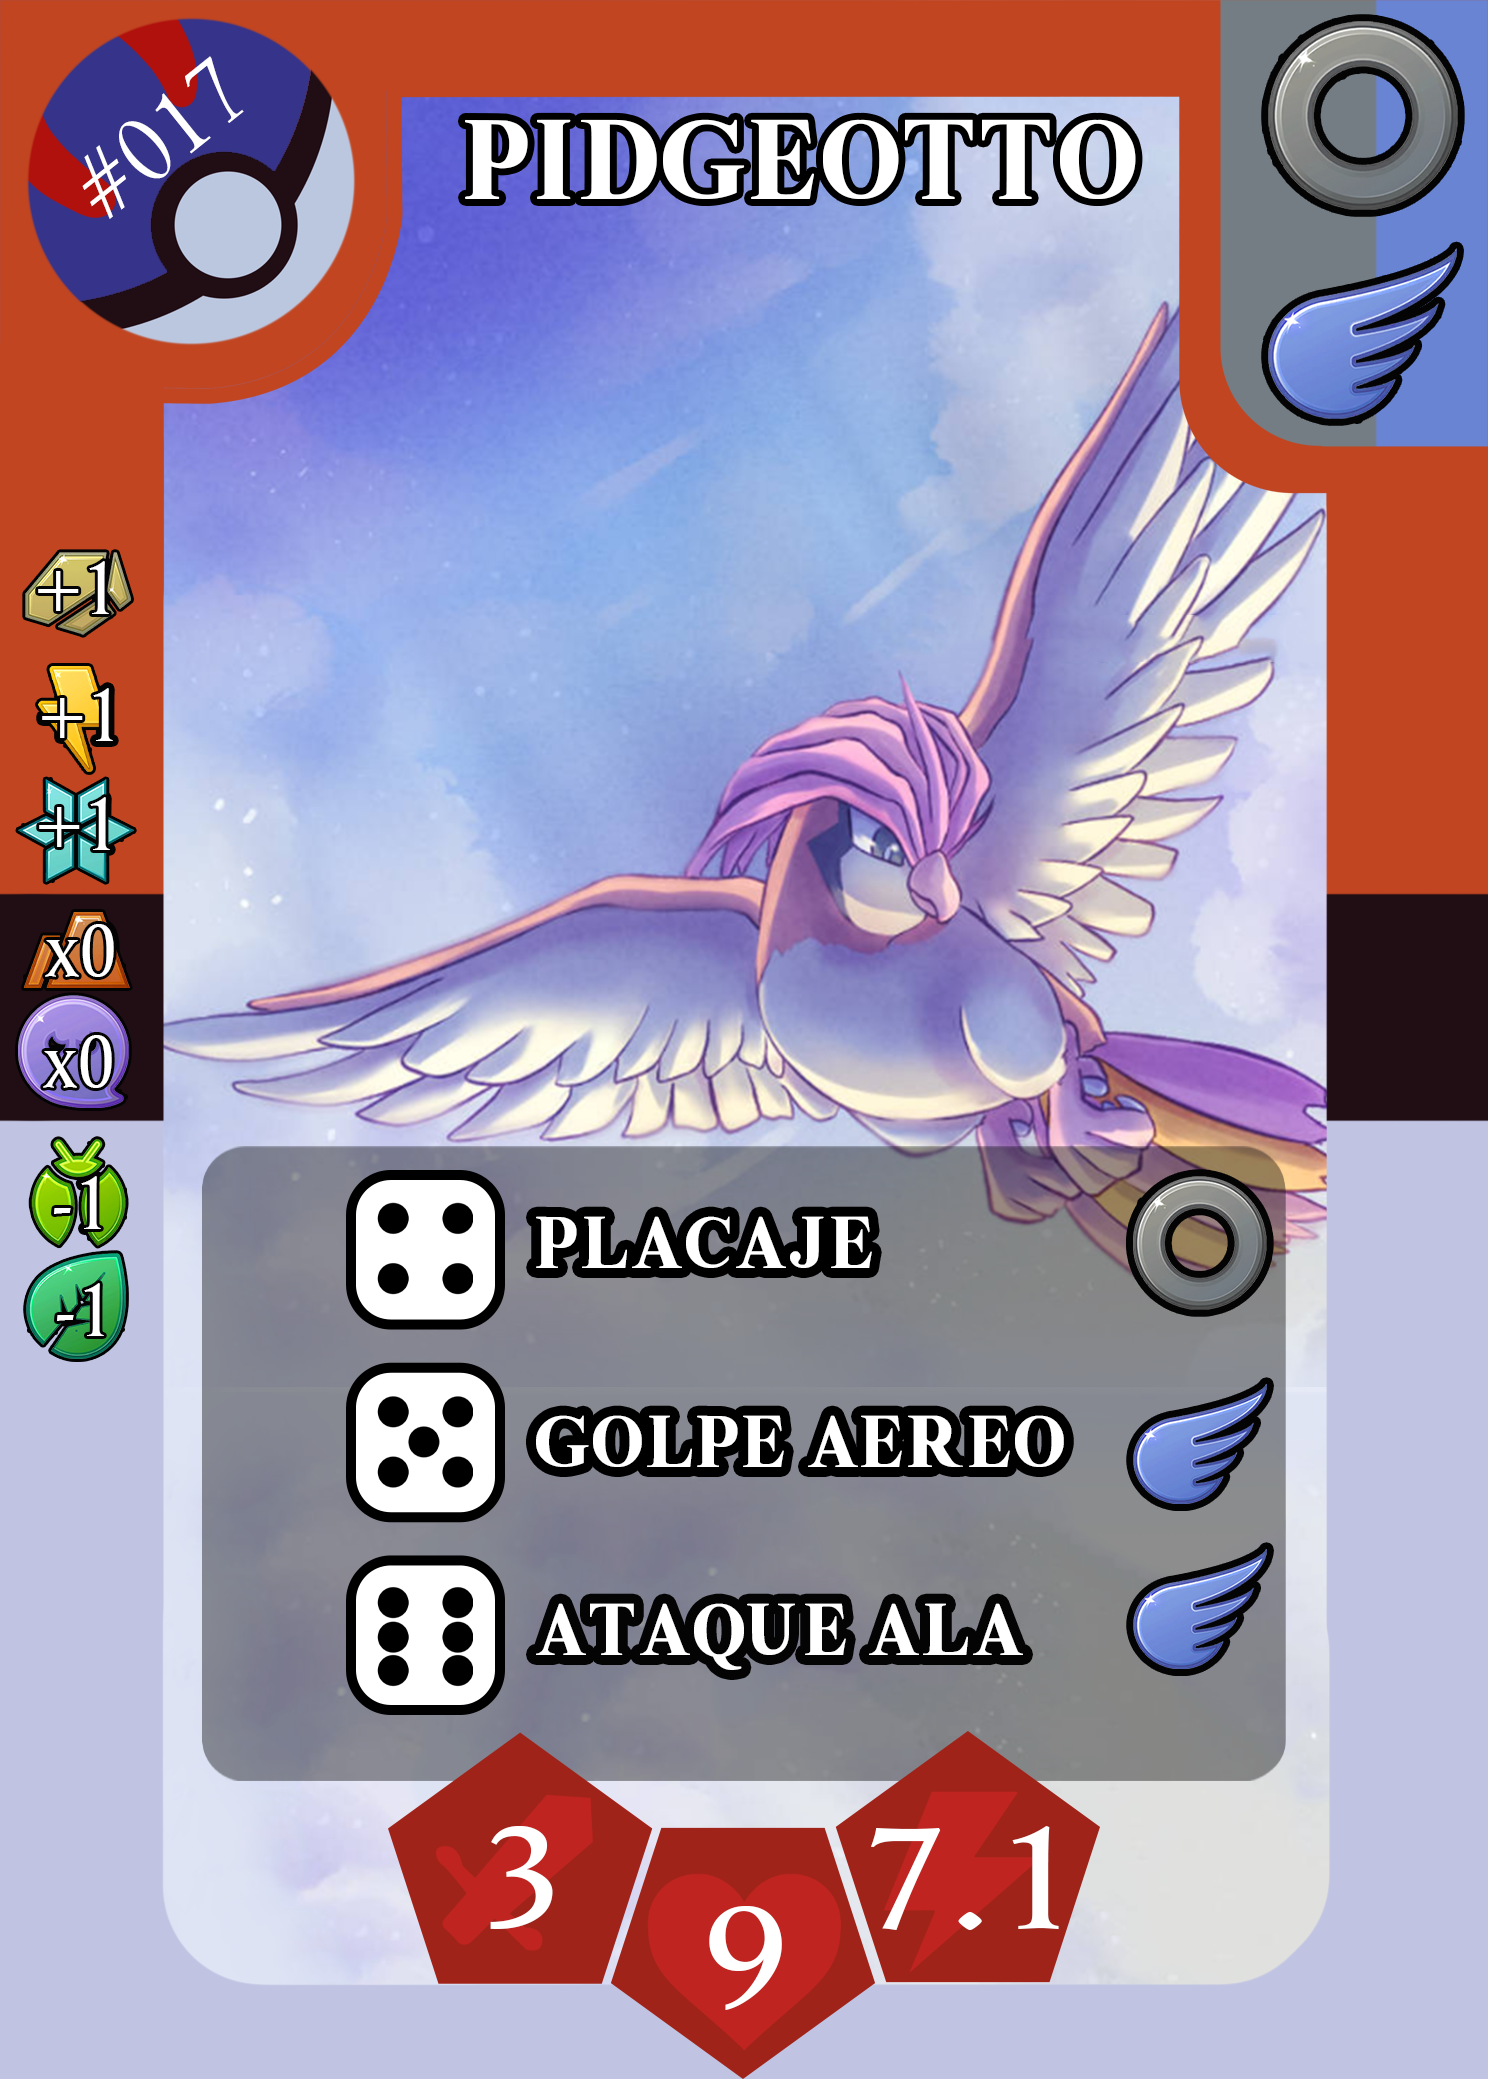 #017
PIDGEOTTO
+1
+1
+1
x0
x0
-1
-1
PLACAJE
GOLPE AEREO
ATAQUE ALA
3
9
7.1